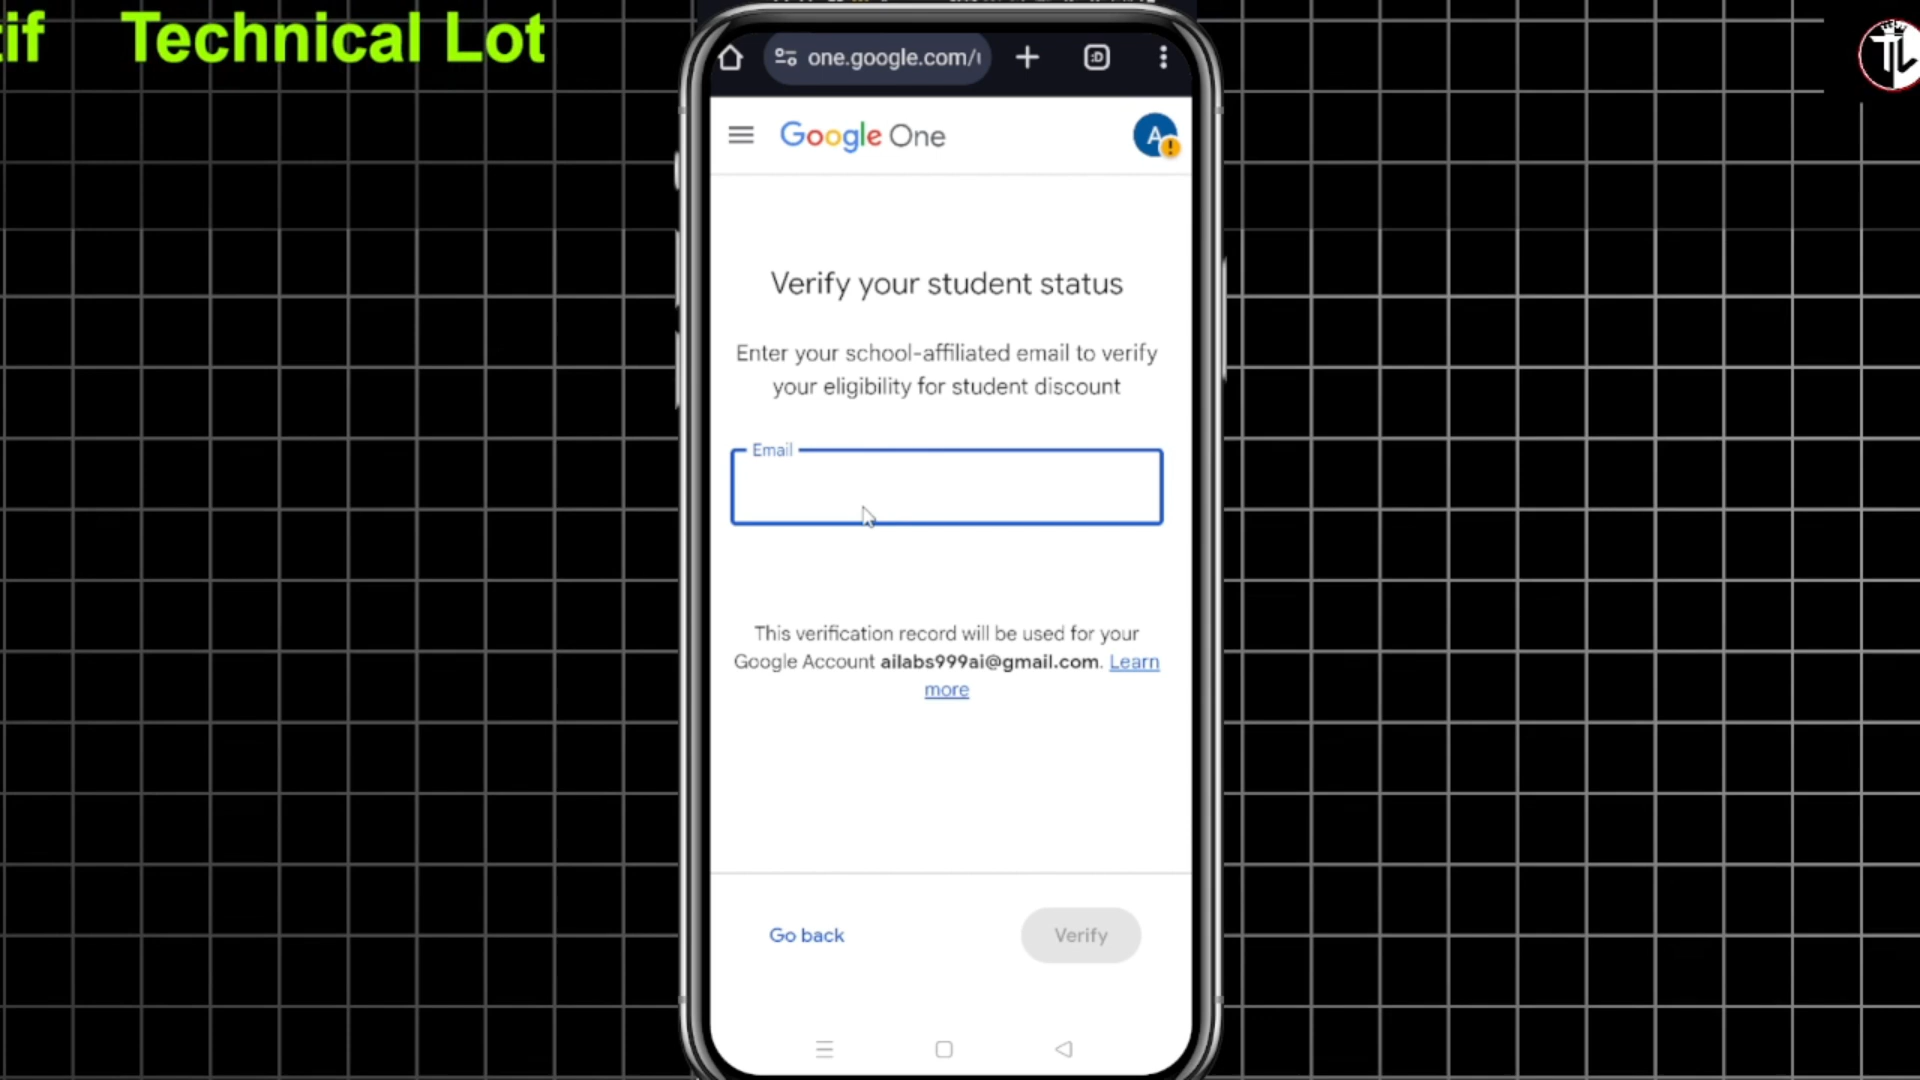 tif Technical Lot
TL
one.google.com/
:D
Google One
A
Verify your student status
Enter your school-affiliated email to verify
your eligibility for student discount
Email
This verification record will be used for your
Google Account ailabs999ai@gmail.com. Learn
more
Go back
Verify